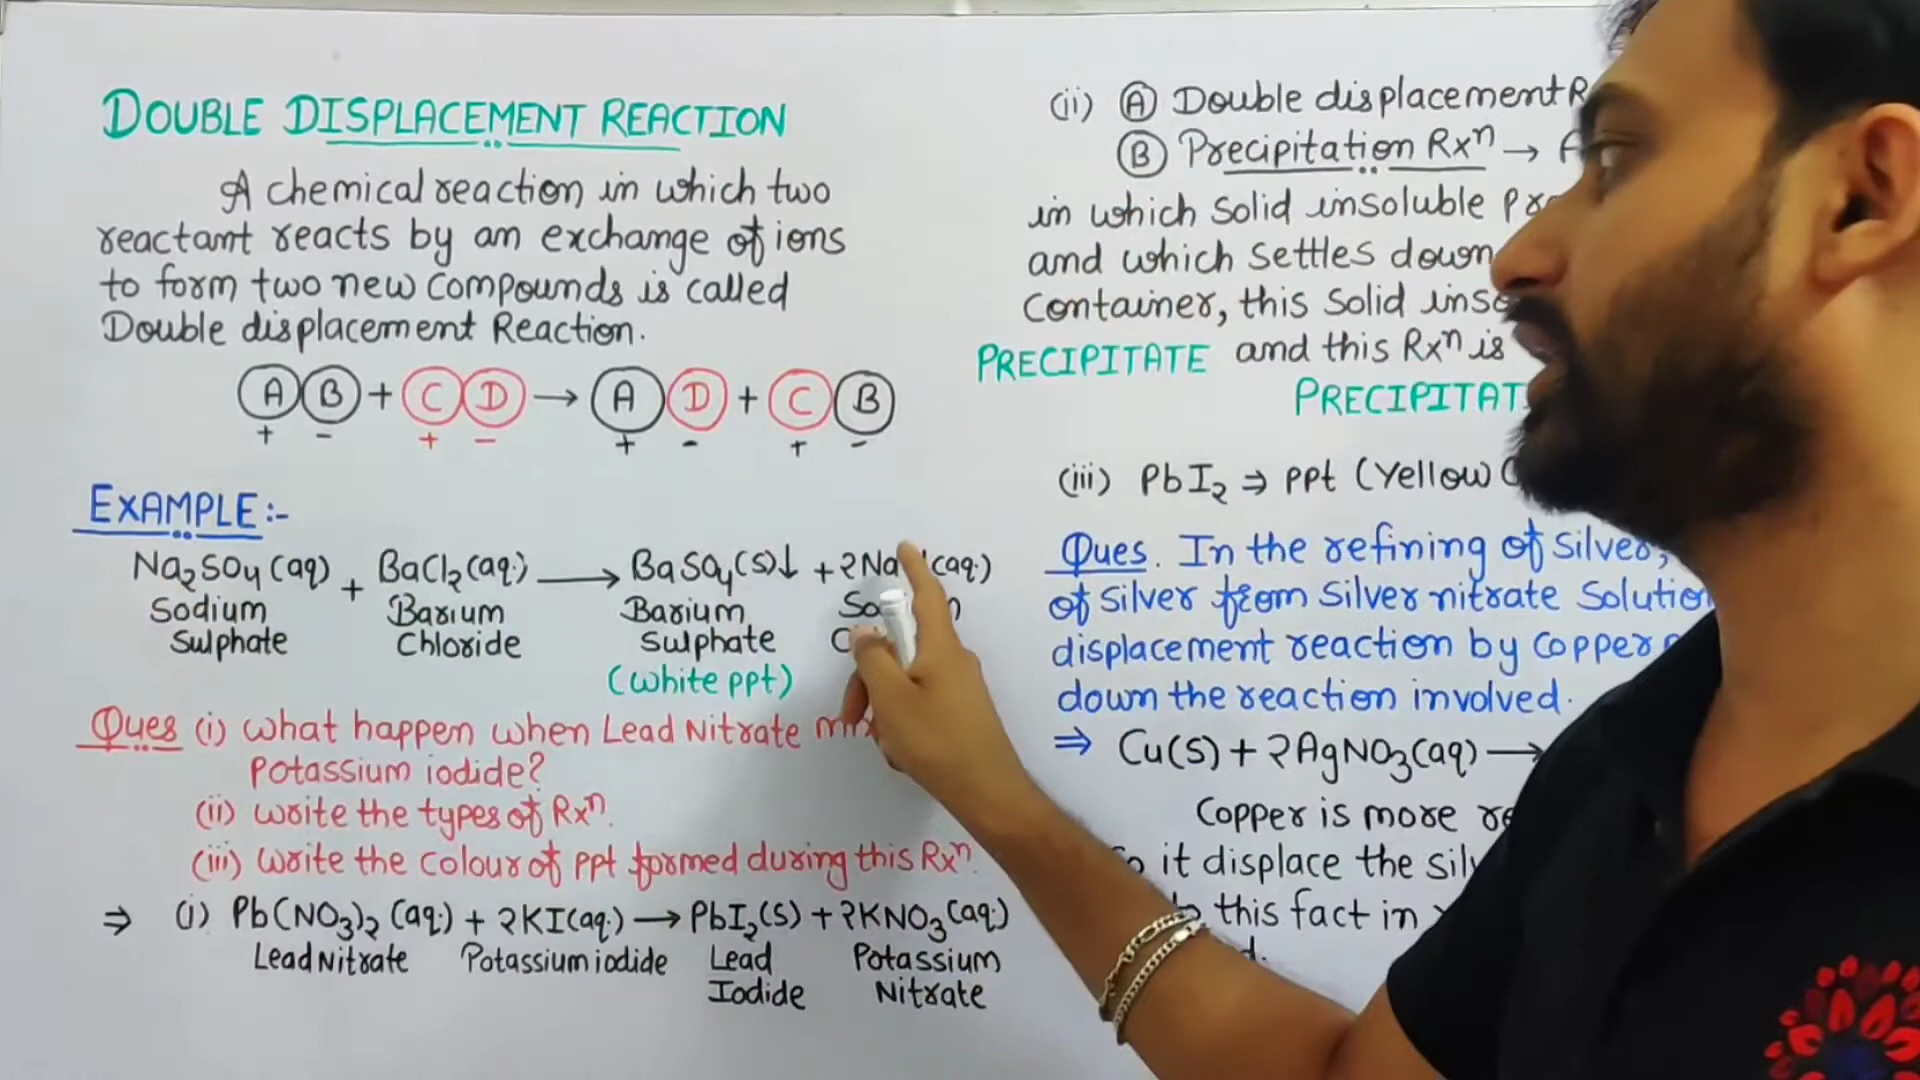 DOUBLE DISPLACEMENT REACTION
A chemical reaction in which two
reactant reacts by an exchange of ions
to form two new compounds is called
Double displacement Reaction.
A B + C D → A D + C B
+ - + - + - + -
EXAMPLE:-
Na₂SO₄(aq) + BaCl₂(aq.) → BaSO₄(s)↓ + 2Na (aq.)
Sodium Barium Barium
Sulphate Chloride Sulphate
(White ppt)
Ques (i) what happen when Lead Nitrate
Potassium iodide?
(ii) write the types of Rxⁿ.
(iii) write the colour of ppt formed during this Rxⁿ.
⇒ (i) Pb(NO₃)₂ (aq.) + 2KI(aq.) → PbI₂(s) + 2KNO₃(aq.)
Lead Nitrate Potassium iodide Lead Potassium
Iodide Nitrate
(ii) A Double displacement R
B Precipitation Rxⁿ →
in which solid insoluble
and which settles down
Container, this solid
PRECIPITATE and this Rxⁿ is
(iii) PbI₂ ⇒ ppt (Yellow
Ques. In the refining of silver,
of silver from silver nitrate
displacement reaction by copper
down the reaction involved.
⇒ Cu(s) + 2AgNO₃(aq) →
Copper is more
it displace the
this fact in